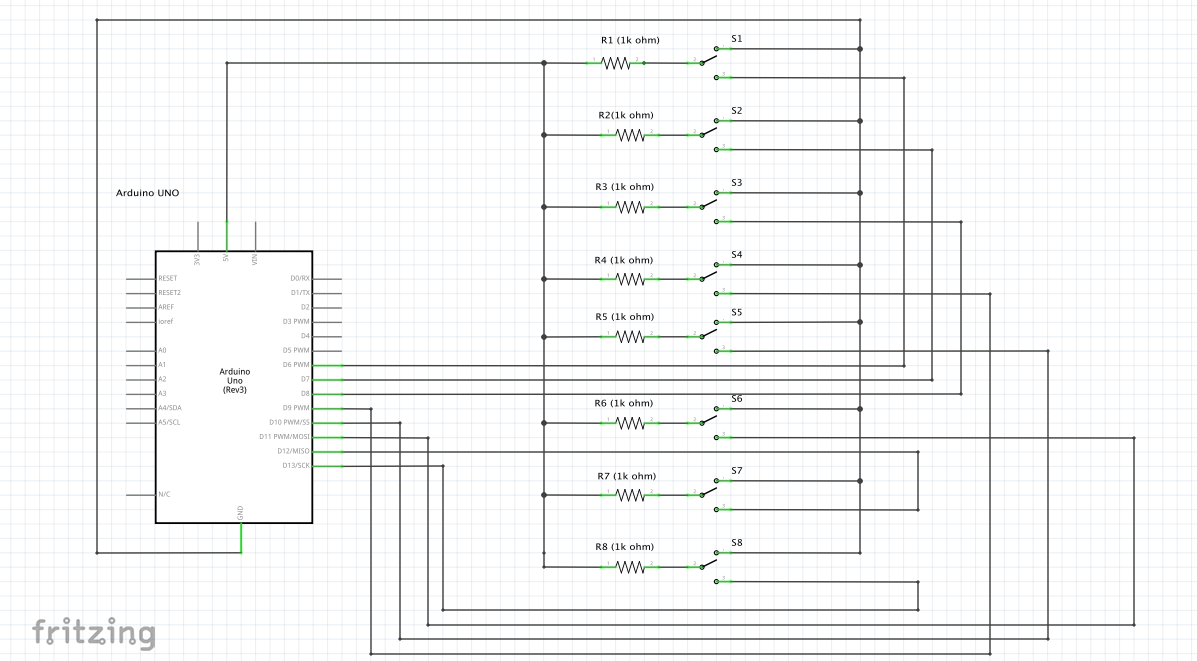 R1 (1k ohm)
S1
R2(1k ohm)
S2
R3 (1k ohm)
S3
Arduino UNO
R4 (1k ohm)
S4
R5 (1k ohm)
S5
3V3
5V
VIN
RESET
RESET2
AREF
ioref
A0
A1
A2
A3
A4/SDA
A5/SCL
N/C
Arduino
Uno
(Rev3)
D0/RX
D1/TX
D2
D3 PWM
D4
D5 PWM
D6 PWM
D7
D8
D9 PWM
D10 PWM/SS
D11 PWM/MOSI
D12/MISO
D13/SCK
GND
R6 (1k ohm)
S6
R7 (1k ohm)
S7
R8 (1k ohm)
S8
fritzing